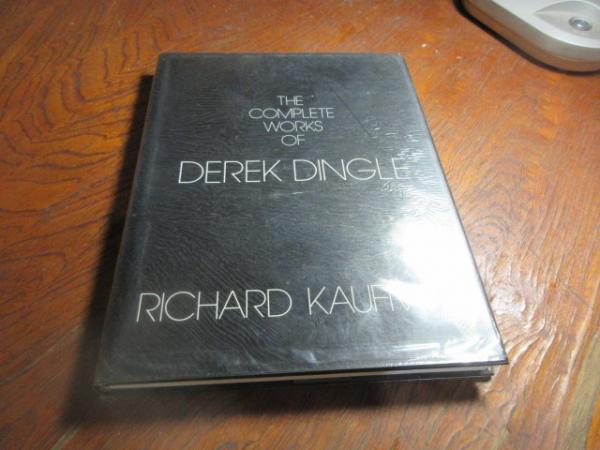 THE
COMPLETE
WORKS
OF
DEREK DINGLE
RICHARD